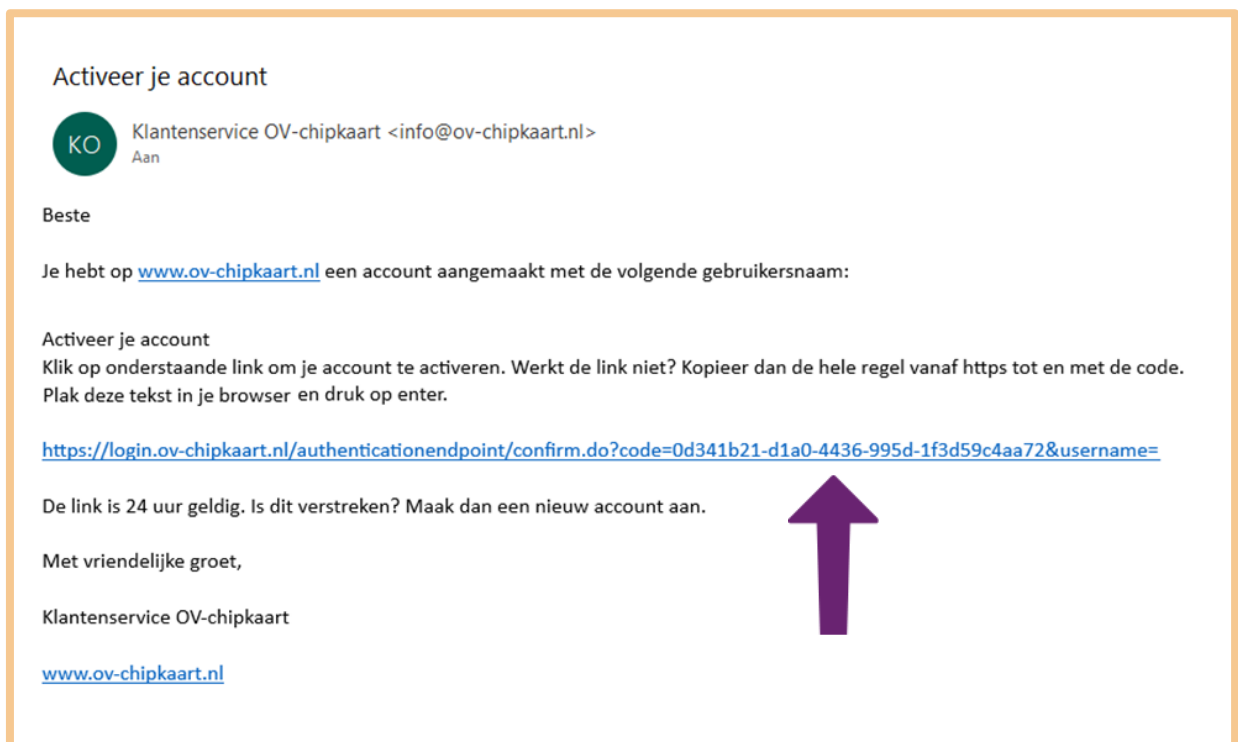 Activeer je account
KO
Klantenservice OV-chipkaart <info@ov-chipkaart.nl>
Aan
Beste
Je hebt op www.ov-chipkaart.nl een account aangemaakt met de volgende gebruikersnaam:
Activeer je account
Klik op onderstaande link om je account te activeren. Werkt de link niet? Kopieer dan de hele regel vanaf https tot en met de code.
Plak deze tekst in je browser en druk op enter.
https://login.ov-chipkaart.nl/authenticationendpoint/confirm.do?code=0d341b21-d1a0-4436-995d-1f3d59c4aa72&username=
De link is 24 uur geldig. Is dit verstreken? Maak dan een nieuw account aan.
Met vriendelijke groet,
Klantenservice OV-chipkaart
www.ov-chipkaart.nl